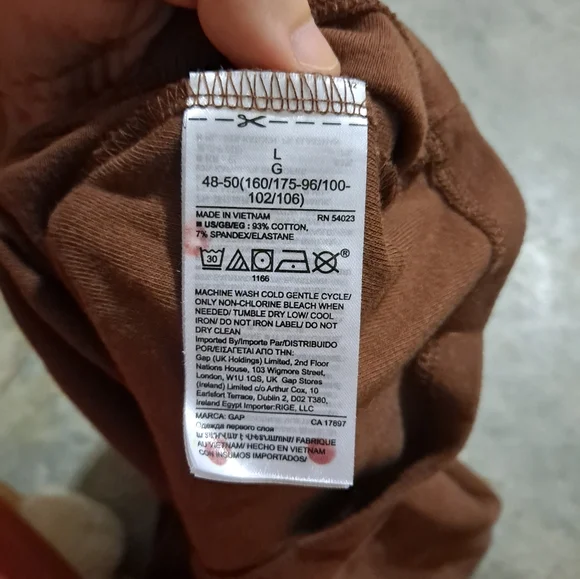 L
G
48-50(160/175-96/100-
102/106)
MADE IN VIETNAM RN 54023
■ US/GB/EG : 93% COTTON,
7% SPANDEX/ELASTANE
30 ®
1166
MACHINE WASH COLD GENTLE CYCLE/
ONLY NON-CHLORINE BLEACH WHEN
NEEDED/ TUMBLE DRY LOW/ COOL
IRON/ DO NOT IRON LABEL/ DO NOT
DRY CLEAN
Imported By/Importe Par/DISTRIBUIDO
POR/ΕΙΣΑΓΕΤΑΙ ΑΠΟ ΤΗΝ:
Gap (UK Holdings) Limited, 2nd Floor
Nations House, 103 Wigmore Street,
London, W1U 1QS, UK Gap Stores
(Ireland) Limited c/o Arthur Cox, 10
Earlsfort Terrace, Dublin 2, D02 T380,
Ireland Egypt Importer:RIGE, LLC
MARCA: GAP CA 17897
Одежда первого слоя
FABRIQUE
AU VIETNAM/ HECHO EN VIETNAM
CON INSUMOS IMPORTADOS/